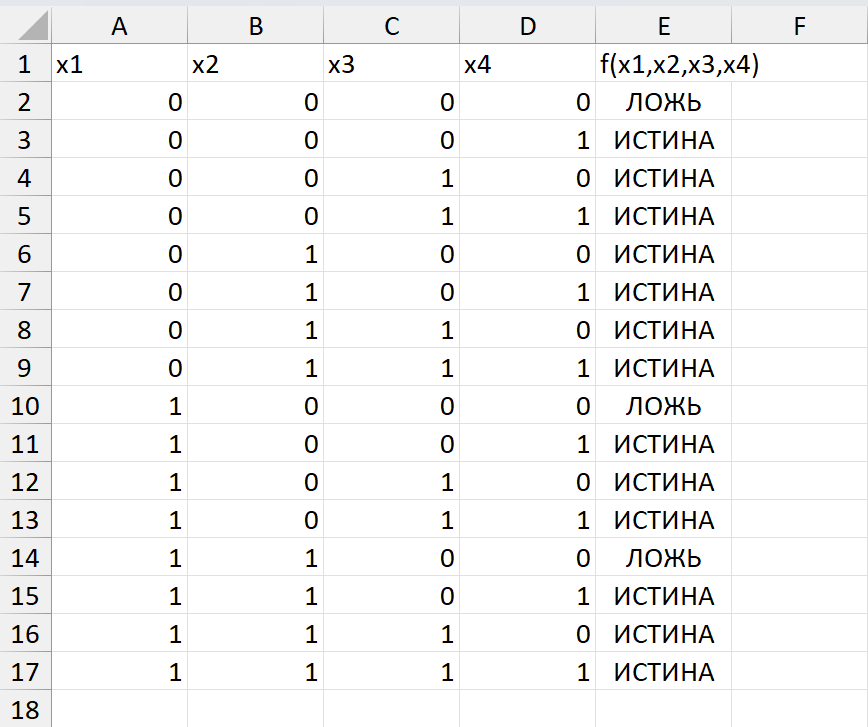 A B C D E F
1 x1 x2 x3 x4 f(x1,x2,x3,x4)
2 0 0 0 0 ЛОЖЬ
3 0 0 0 1 ИСТИНА
4 0 0 1 0 ИСТИНА
5 0 0 1 1 ИСТИНА
6 0 1 0 0 ИСТИНА
7 0 1 0 1 ИСТИНА
8 0 1 1 0 ИСТИНА
9 0 1 1 1 ИСТИНА
10 1 0 0 0 ЛОЖЬ
11 1 0 0 1 ИСТИНА
12 1 0 1 0 ИСТИНА
13 1 0 1 1 ИСТИНА
14 1 1 0 0 ЛОЖЬ
15 1 1 0 1 ИСТИНА
16 1 1 1 0 ИСТИНА
17 1 1 1 1 ИСТИНА
18